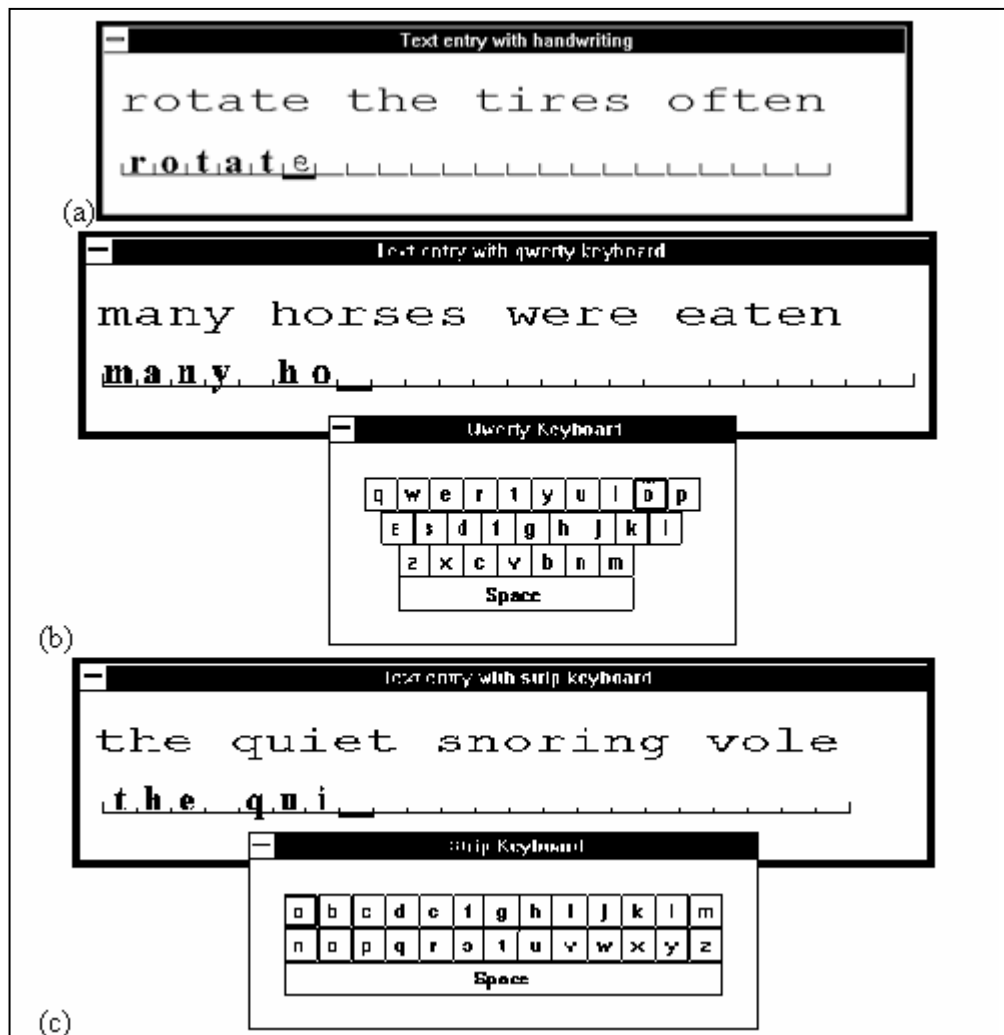 Text entry with handwriting
rotate the tires often
rotate
(a)
Text entry with qwerty keyboard
many horses were eaten
many ho
Qwerty Keyboard
q w e r t y u i o p
a s d f g h j k l
z x c v b n m
Space
(b)
Text entry with strip keyboard
the quiet snoring vole
the qui
Strip Keyboard
a b c d e f g h i j k l m
n o p q r s t u v w x y z
Space
(c)